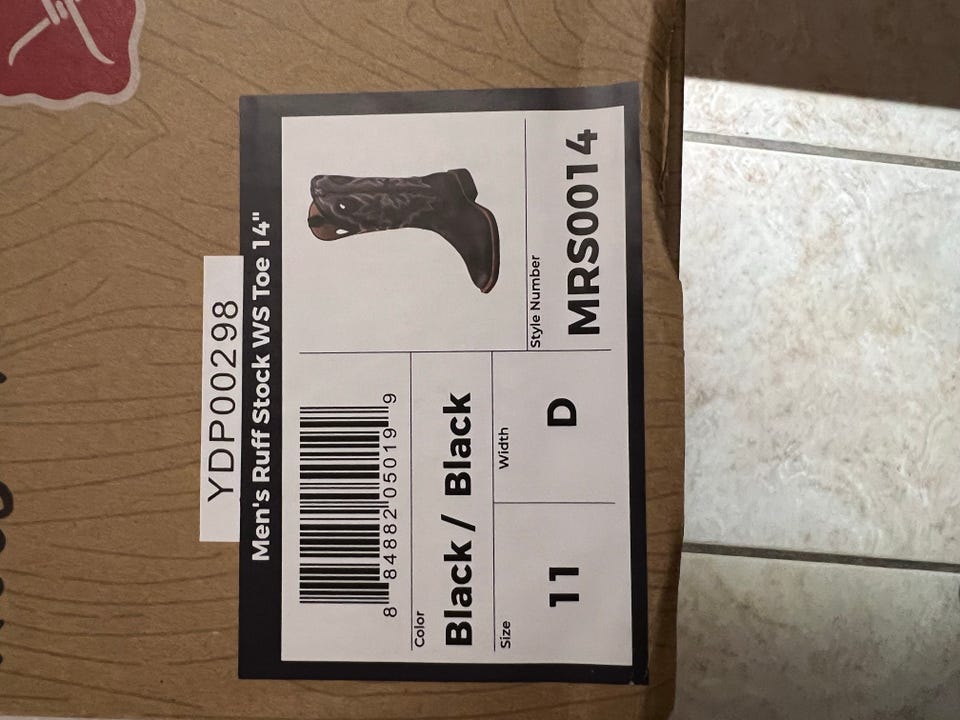 YDP00298
Men's Ruff Stock WS Toe 14"
8 84882 05019 9
Color
Black / Black
Size
11
Width
D
Style Number
MRS0014